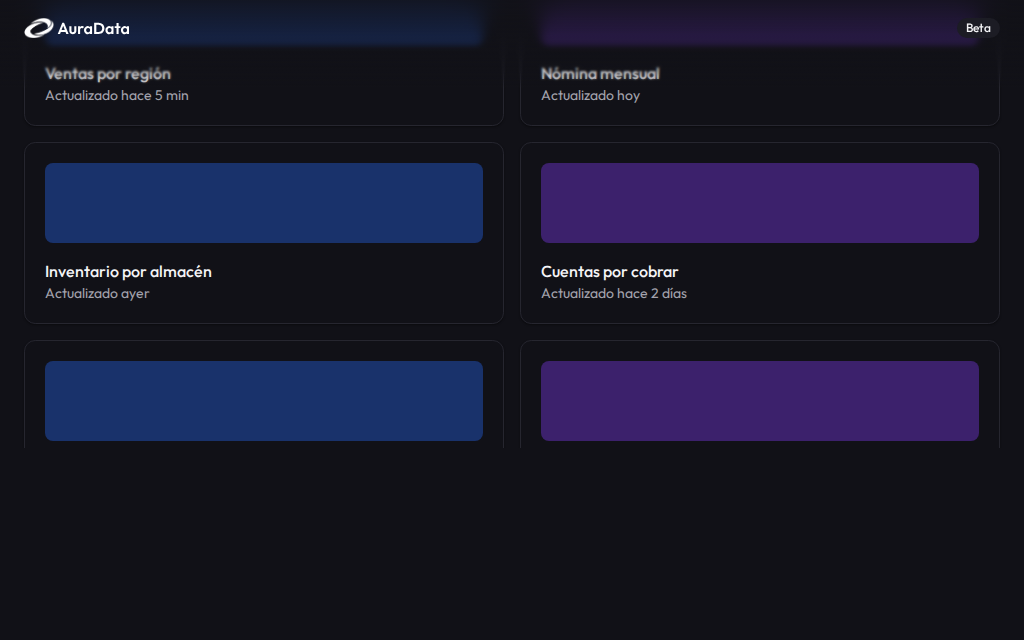 AuraData
Beta
Ventas por región
Actualizado hace 5 min
Nómina mensual
Actualizado hoy
Inventario por almacén
Actualizado ayer
Cuentas por cobrar
Actualizado hace 2 días